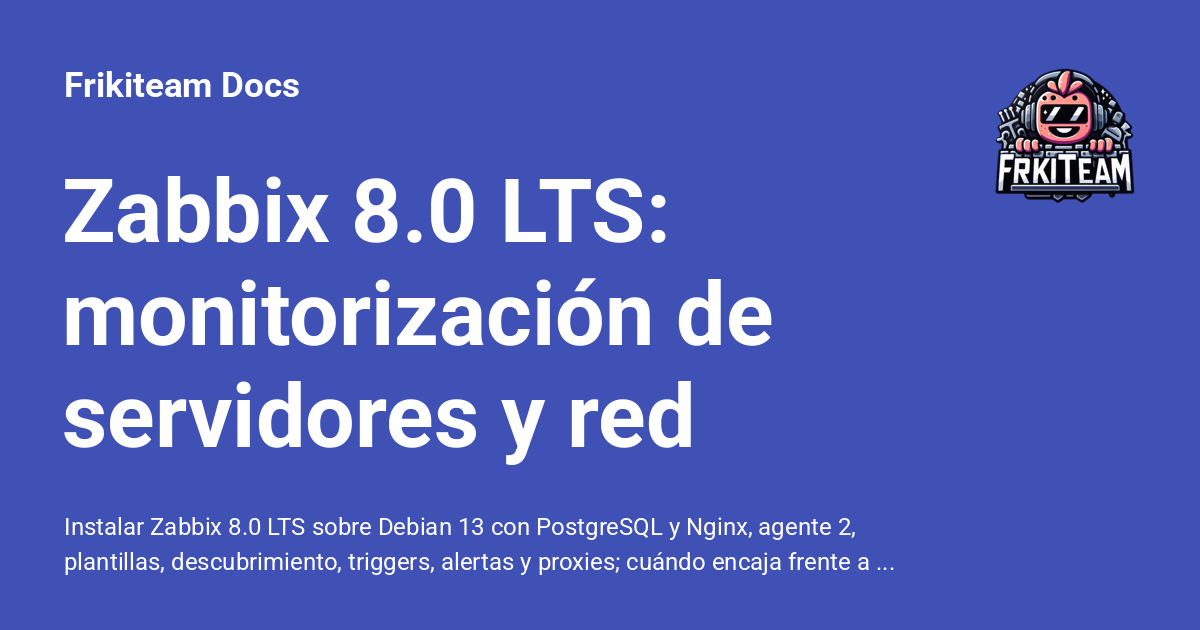 Frikiteam Docs
FRKITEAM
Zabbix 8.0 LTS:
monitorización de
servidores y red
Instalar Zabbix 8.0 LTS sobre Debian 13 con PostgreSQL y Nginx, agente 2,
plantillas, descubrimiento, triggers, alertas y proxies; cuándo encaja frente a ...